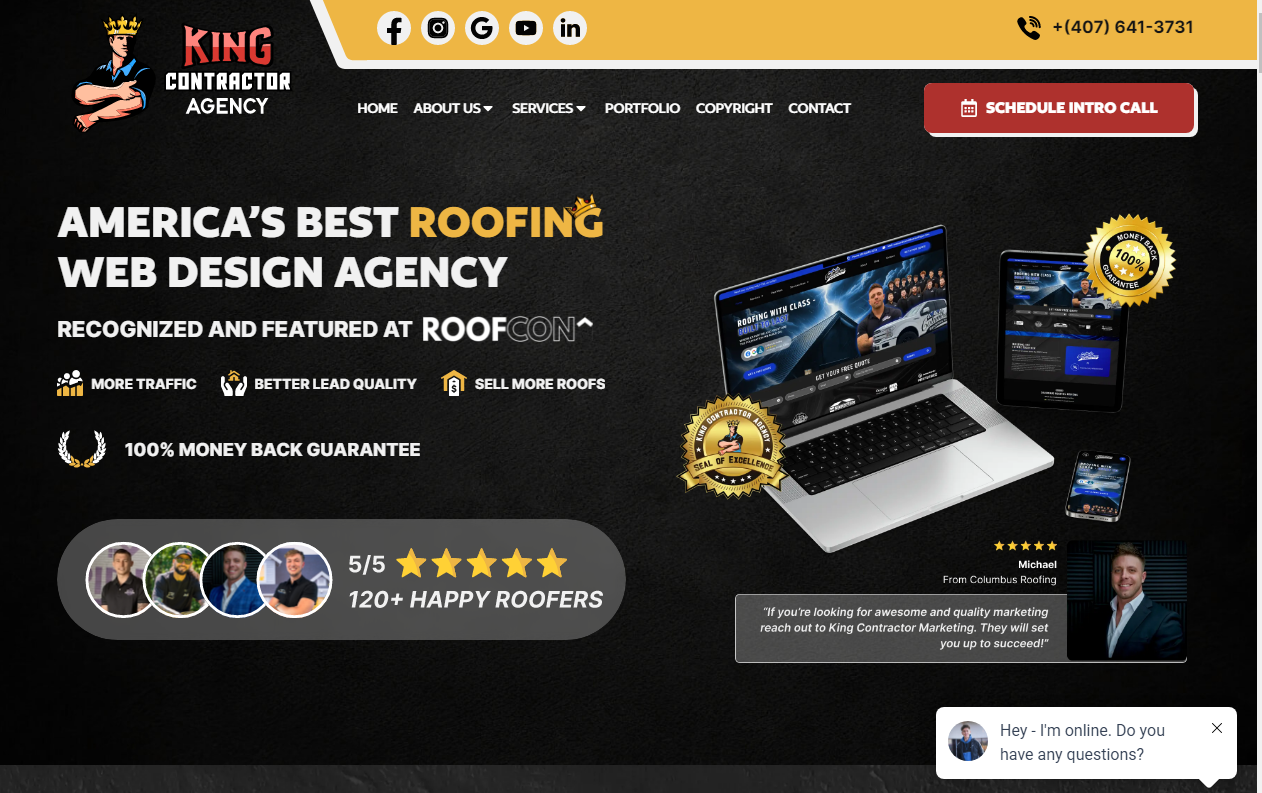 KING
CONTRACTOR
AGENCY
+(407) 641-3731
HOME ABOUT US SERVICES PORTFOLIO COPYRIGHT CONTACT
SCHEDULE INTRO CALL
AMERICA'S BEST ROOFING
WEB DESIGN AGENCY
RECOGNIZED AND FEATURED AT ROOFCON
MORE TRAFFIC BETTER LEAD QUALITY SELL MORE ROOFS
100% MONEY BACK GUARANTEE
5/5
120+ HAPPY ROOFERS
MONEY BACK
100%
GUARANTEE
ROOFING WITH CLASS -
BUILT TO LAST
GET YOUR FREE QUOTE
KING CONTRACTOR AGENCY
SEAL OF EXCELLENCE
Michael
From Columbus Roofing
"If you're looking for awesome and quality marketing
reach out to King Contractor Marketing. They will set
you up to succeed!"
Hey - I'm online. Do you
have any questions?